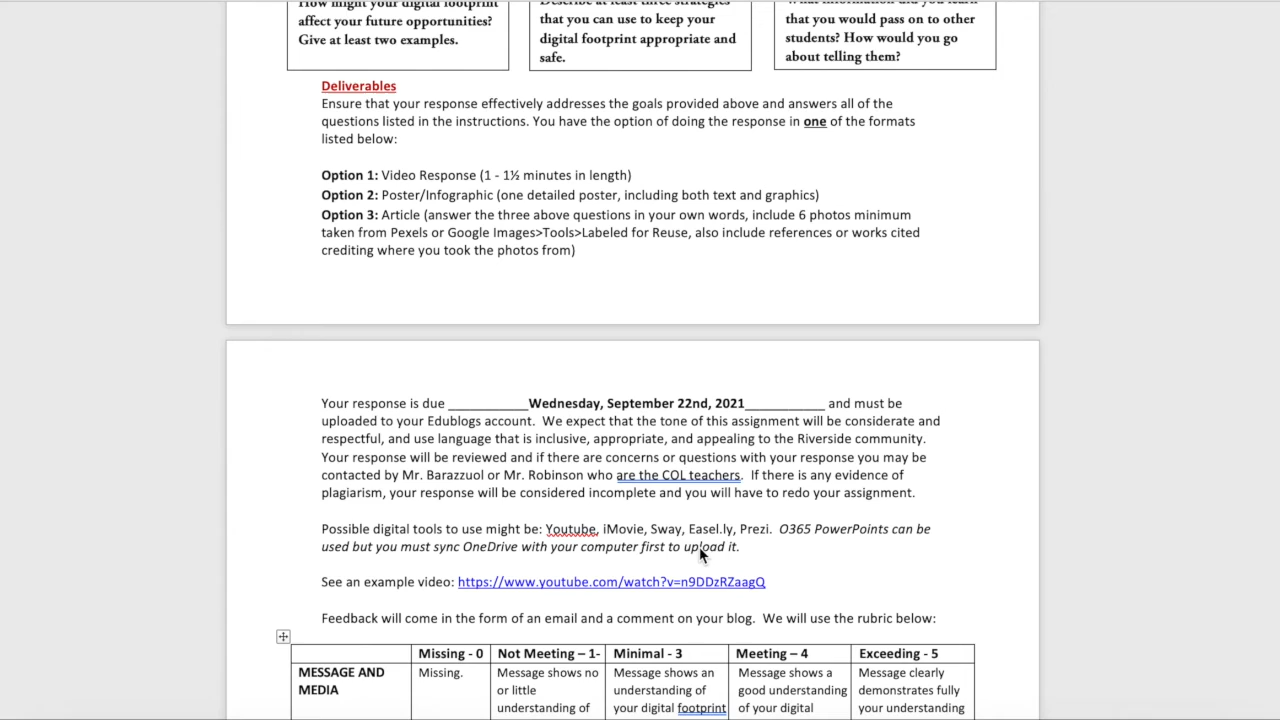 How might your digital footprint
affect your future opportunities?
Give at least two examples.
Describe at least three strategies
that you can use to keep your
digital footprint appropriate and
safe.
What information did you learn
that you would pass on to other
students? How would you go
about telling them?
Deliverables
Ensure that your response effectively addresses the goals provided above and answers all of the
questions listed in the instructions. You have the option of doing the response in one of the formats
listed below:
Option 1: Video Response (1 - 1½ minutes in length)
Option 2: Poster/Infographic (one detailed poster, including both text and graphics)
Option 3: Article (answer the three above questions in your own words, include 6 photos minimum
taken from Pexels or Google Images>Tools>Labeled for Reuse, also include references or works cited
crediting where you took the photos from)
Your response is due ___________Wednesday, September 22nd, 2021___________ and must be
uploaded to your Edublogs account.  We expect that the tone of this assignment will be considerate and
respectful, and use language that is inclusive, appropriate, and appealing to the Riverside community.
Your response will be reviewed and if there are concerns or questions with your response you may be
contacted by Mr. Barazzuol or Mr. Robinson who are the COL teachers.  If there is any evidence of
plagiarism, your response will be considered incomplete and you will have to redo your assignment.
Possible digital tools to use might be: Youtube, iMovie, Sway, Easel.ly, Prezi.  O365 PowerPoints can be
used but you must sync OneDrive with your computer first to upload it.
See an example video: https://www.youtube.com/watch?v=n9DDzRZaagQ
Feedback will come in the form of an email and a comment on your blog.  We will use the rubric below:
Missing - 0 Not Meeting – 1- Minimal - 3 Meeting – 4 Exceeding - 5
MESSAGE AND
MEDIA
Missing.
Message shows no
or little
understanding of
Message shows an
understanding of
your digital footprint
Message shows a
good understanding
of your digital
Message clearly
demonstrates fully
your understanding